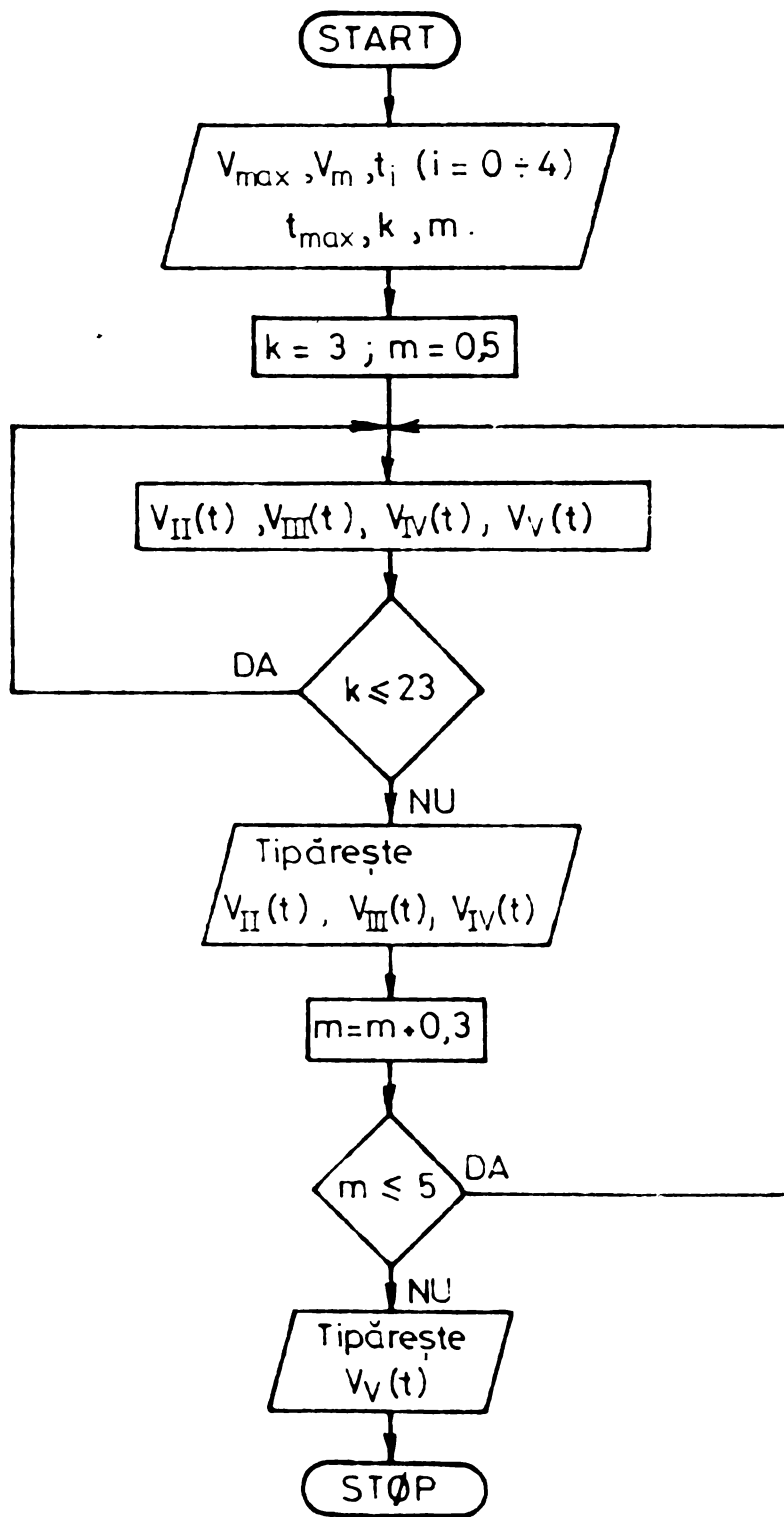 START
V_max , V_m , t_i (i = 0 ÷ 4)
t_max , k , m .
k = 3 ; m = 0,5
V_II(t) , V_III(t), V_IV(t), V_V(t)
DA
k ⩽ 23
NU
Tipărește
V_II(t) , V_III(t), V_IV(t)
m=m+0,3
m ⩽ 5
DA
NU
Tipărește
V_V(t)
STØP